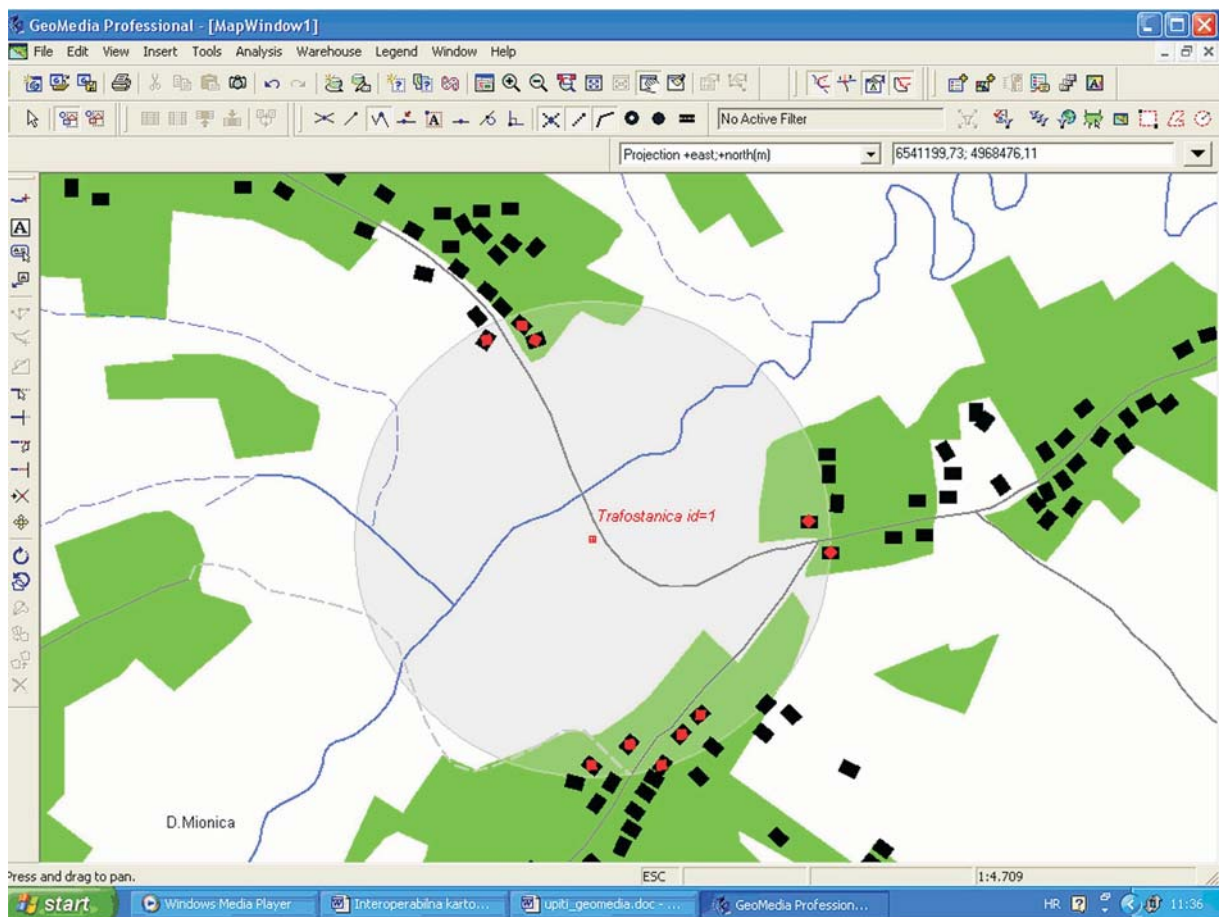 GeoMedia Professional - [MapWindow1]
File Edit View Insert Tools Analysis Warehouse Legend Window Help
No Active Filter
Projection +east;+north(m) 6541199,73; 4968476,11
Trafostanica id=1
D.Mionica
Press and drag to pan. ESC 1:4.709
start Windows Media Player Interoperabilna karto... upiti_geomedia.doc - ... GeoMedia Profession... HR 11:36